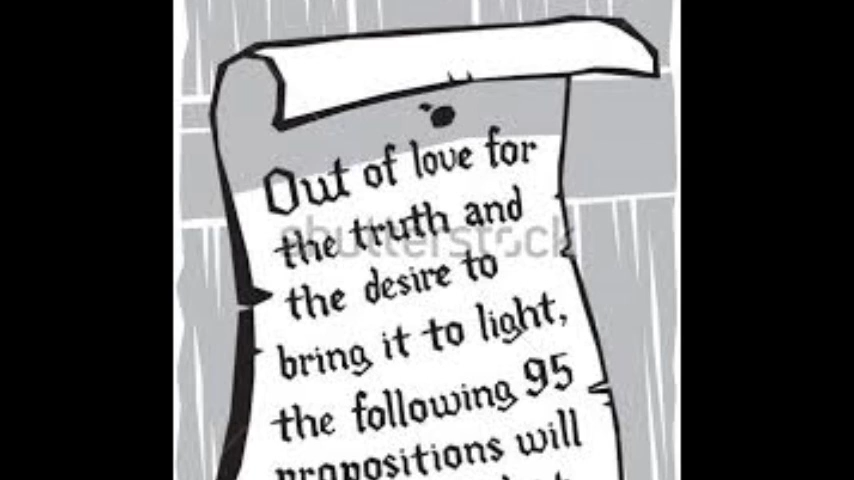 Out of love for
the truth and
the desire to
bring it to light,
the following 95
propositions will
shutterstock